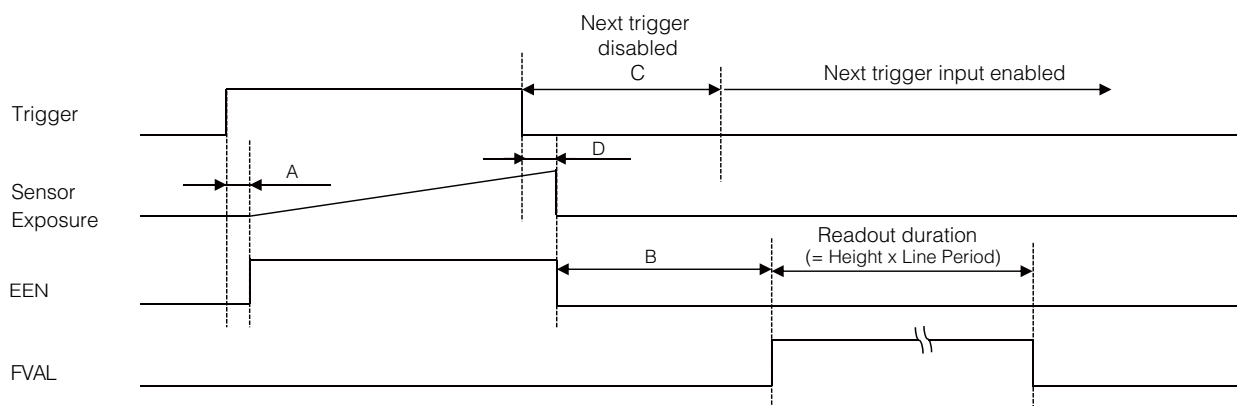 Next trigger
disabled
C
Next trigger input enabled
Trigger
D
A
Sensor
Exposure
Readout duration
(= Height x Line Period)
B
EEN
FVAL